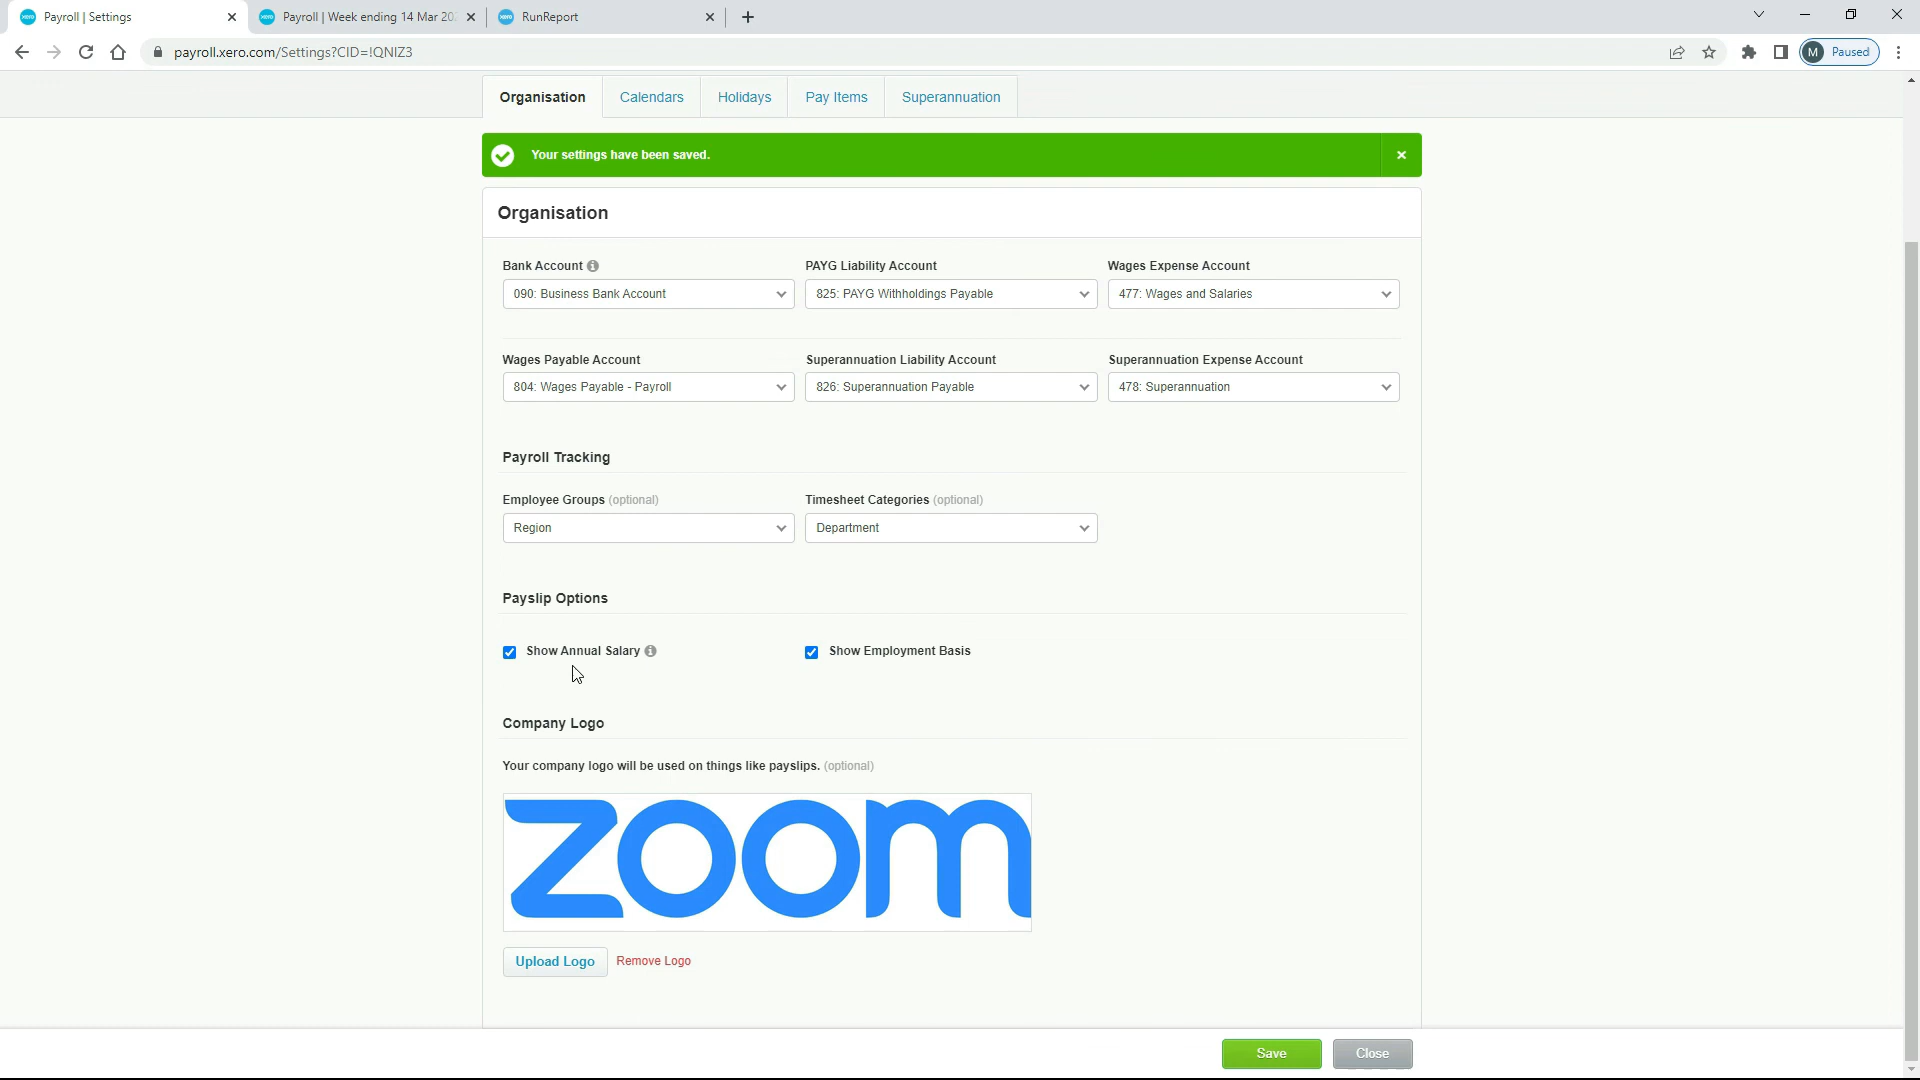 Payroll | Settings
Payroll | Week ending 14 Mar 20
RunReport
payroll.xero.com/Settings?CID=!QNIZ3
M Paused
Organisation
Calendars
Holidays
Pay Items
Superannuation
Your settings have been saved.
Organisation
Bank Account
PAYG Liability Account
Wages Expense Account
090: Business Bank Account
825: PAYG Withholdings Payable
477: Wages and Salaries
Wages Payable Account
Superannuation Liability Account
Superannuation Expense Account
804: Wages Payable - Payroll
826: Superannuation Payable
478: Superannuation
Payroll Tracking
Employee Groups (optional)
Timesheet Categories (optional)
Region
Department
Payslip Options
Show Annual Salary
Show Employment Basis
Company Logo
Your company logo will be used on things like payslips. (optional)
zoom
Upload Logo
Remove Logo
Save
Close